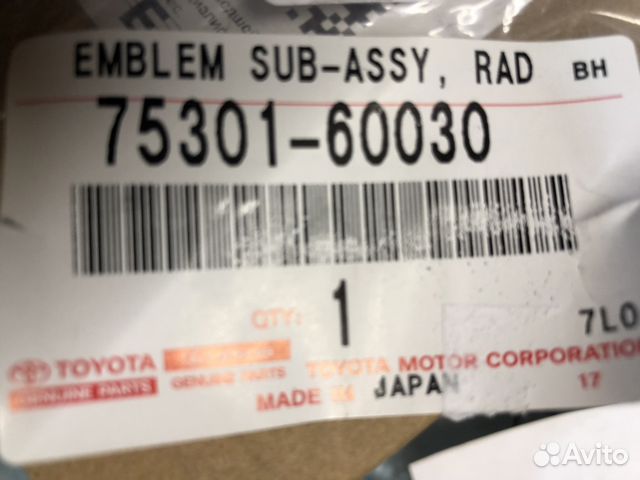 EMBLEM SUB-ASSY, RAD BH
75301-60030
QTY: 1
7L0
TOYOTA
GENUINE PARTS
GENUINE PARTS
TOYOTA MOTOR CORPORATION
MADE IN JAPAN 17
Avito